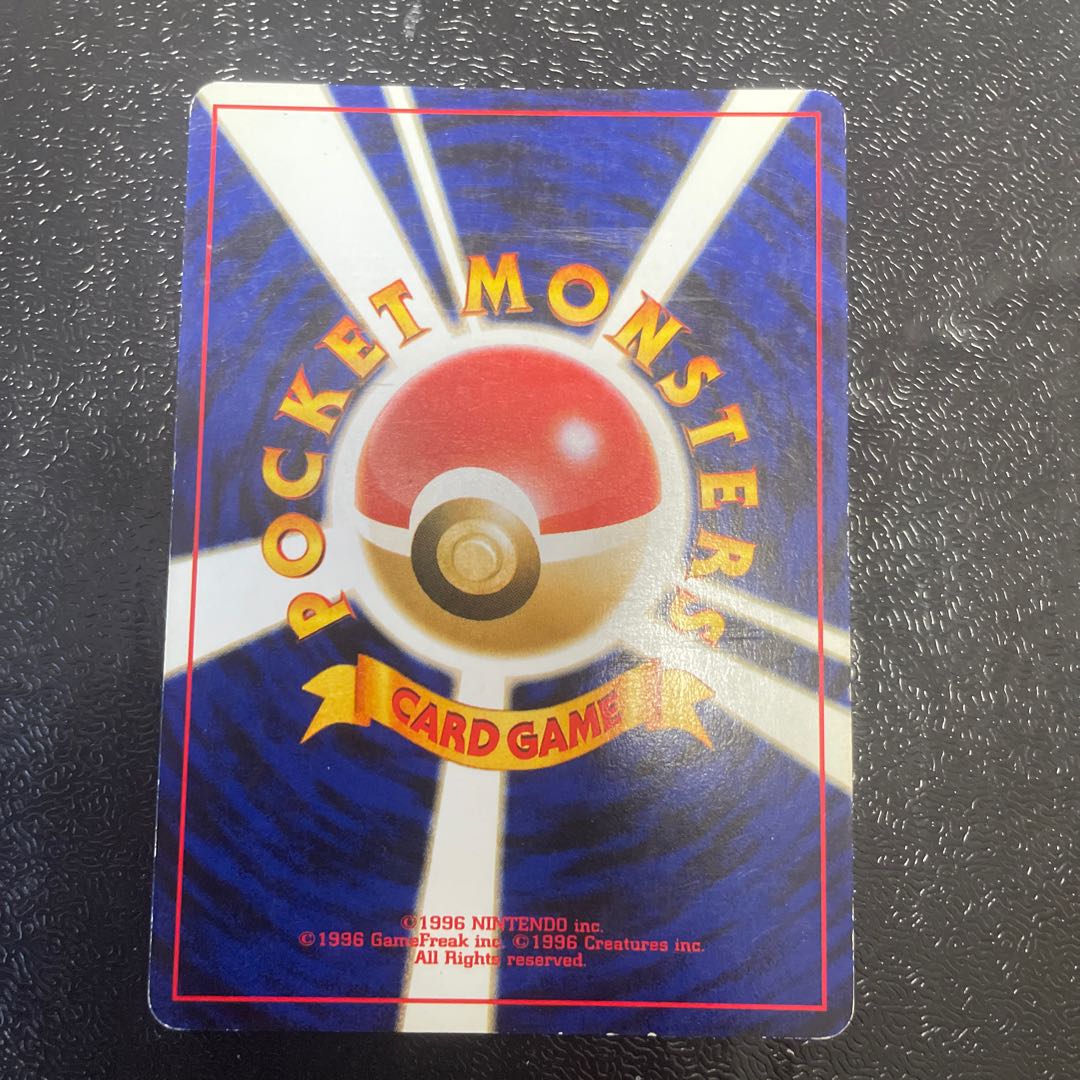 POCKET MONSTERS
CARD GAME
©1996 NINTENDO inc.
©1996 GameFreak inc. ©1996 Creatures inc.
All Rights reserved.